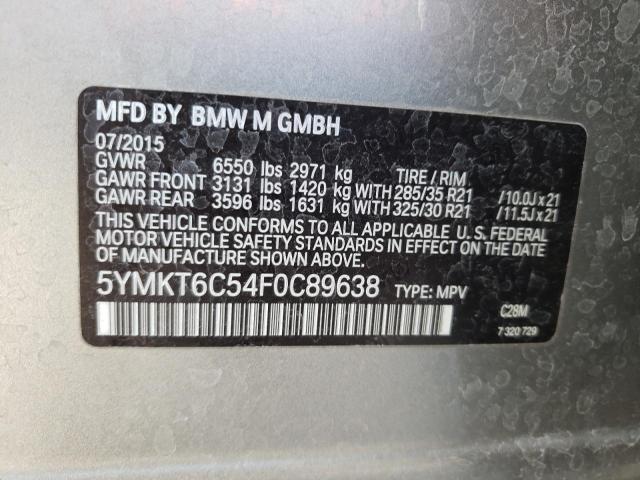 MFD BY BMW M GMBH
07/2015
GVWR 6550 lbs 2971 kg TIRE / RIM
GAWR FRONT 3131 lbs 1420 kg WITH 285/35 R21 /10.0J x 21
GAWR REAR 3596 lbs 1631 kg WITH 325/30 R21 /11.5J x 21
THIS VEHICLE CONFORMS TO ALL APPLICABLE U. S. FEDERAL
MOTOR VEHICLE SAFETY STANDARDS IN EFFECT ON THE DATE
OF MANUFACTURE SHOWN ABOVE.
5YMKT6C54F0C89638 TYPE: MPV
C28M
7 320 729